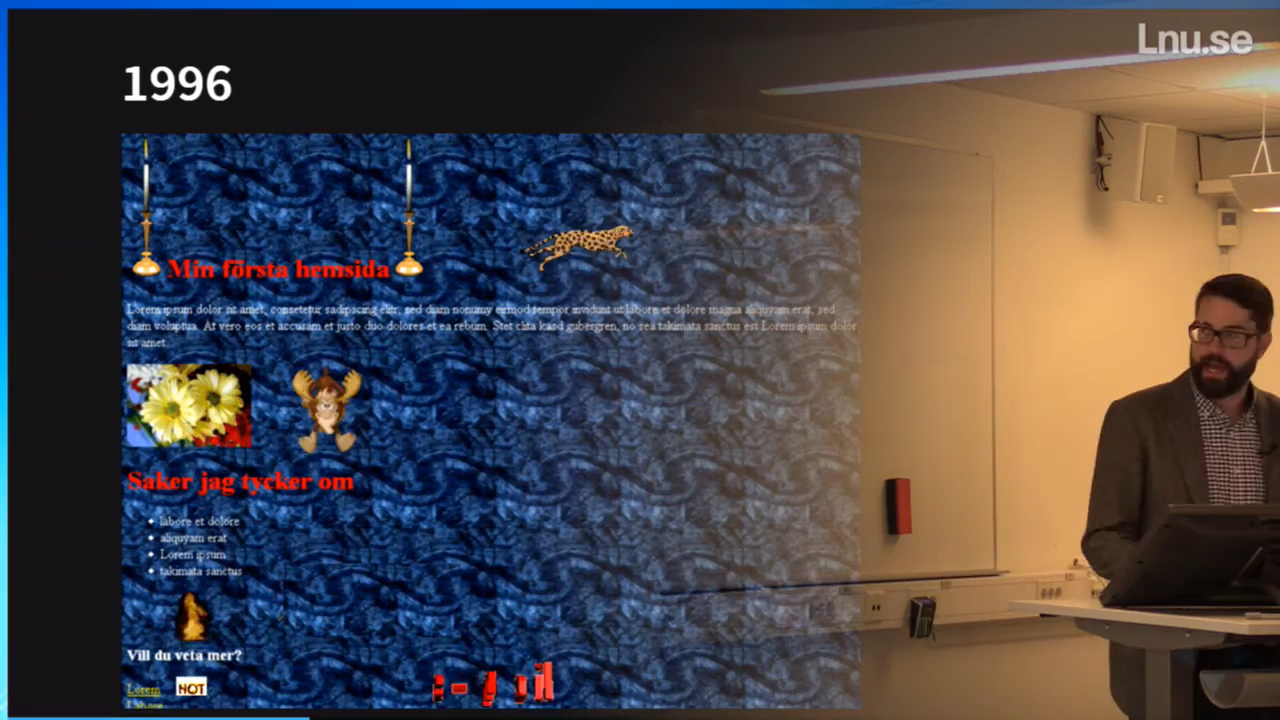 Lnu.se
1996
Min första hemsida
Lorem ipsum dolor sit amet, consetetur sadipscing elitr, sed diam nonumy eirmod tempor invidunt ut labore et dolore magna aliquyam erat, sed
diam voluptua. At vero eos et accusam et justo duo dolores et ea rebum. Stet clita kasd gubergren, no sea takimata sanctus est Lorem ipsum dolor
sit amet.
Saker jag tycker om
labore et dolore
aliquyam erat
Lorem ipsum
takimata sanctus
Vill du veta mer?
Lorem
HOT
Labore